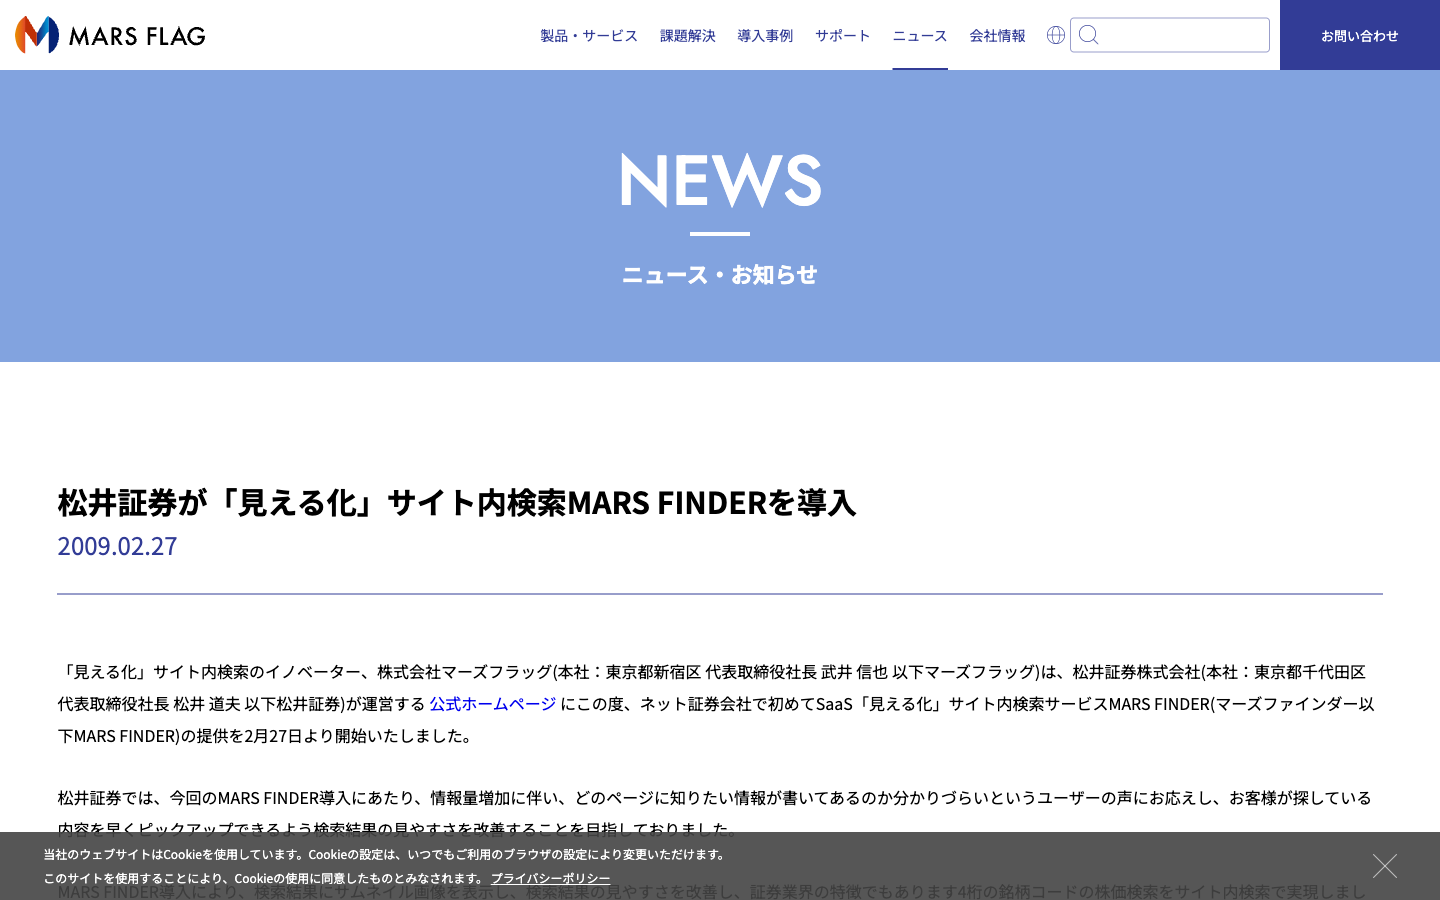 MARS FLAG
製品・サービス 課題解決 導入事例 サポート ニュース 会社情報 お問い合わせ
NEWS
ニュース・お知らせ
松井証券が「見える化」サイト内検索MARS FINDERを導入
2009.02.27
「見える化」サイト内検索のイノベーター、株式会社マーズフラッグ(本社：東京都新宿区 代表取締役社長 武井 信也 以下マーズフラッグ)は、松井証券株式会社(本社：東京都千代田区
代表取締役社長 松井 道夫 以下松井証券)が運営する 公式ホームページ にこの度、ネット証券会社で初めてSaaS「見える化」サイト内検索サービスMARS FINDER(マーズファインダー以
下MARS FINDER)の提供を2月27日より開始いたしました。
松井証券では、今回のMARS FINDER導入にあたり、情報量増加に伴い、どのページに知りたい情報が書いてあるのか分かりづらいというユーザーの声にお応えし、お客様が探している
内容を早くピックアップできるよう検索結果の見やすさを改善することを目指しておりました。
当社のウェブサイトはCookieを使用しています。Cookieの設定は、いつでもご利用のブラウザの設定により変更いただけます。
このサイトを使用することにより、Cookieの使用に同意したものとみなされます。 プライバシーポリシー
MARS FINDER導入により、検索結果にサムネイル画像を表示し、検索結果の見やすさを改善し、証券業界の特徴でもあります4桁の銘柄コードの株価検索をサイト内検索で実現しまし